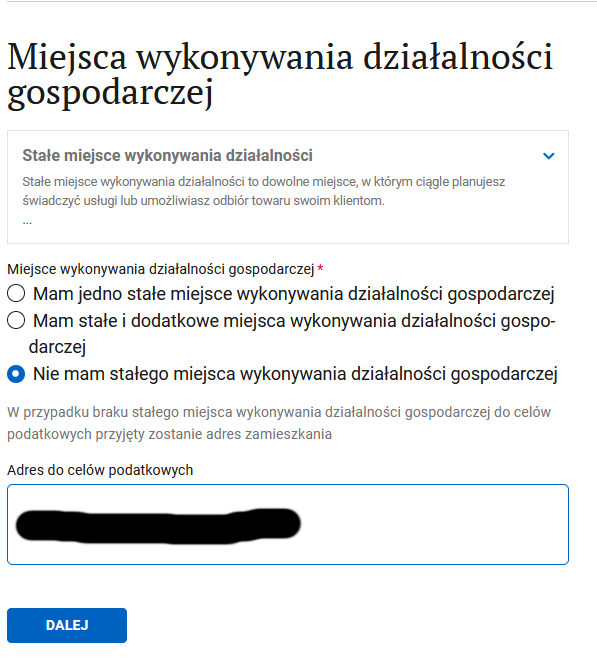 Miejsca wykonywania działalności
gospodarczej
Stałe miejsce wykonywania działalności
Stałe miejsce wykonywania działalności to dowolne miejsce, w którym ciągle planujesz
świadczyć usługi lub umożliwiasz odbiór towaru swoim klientom.
...
Miejsce wykonywania działalności gospodarczej *
Mam jedno stałe miejsce wykonywania działalności gospodarczej
Mam stałe i dodatkowe miejsca wykonywania działalności gospo-
darczej
Nie mam stałego miejsca wykonywania działalności gospodarczej
W przypadku braku stałego miejsca wykonywania działalności gospodarczej do celów
podatkowych przyjęty zostanie adres zamieszkania
Adres do celów podatkowych
DALEJ